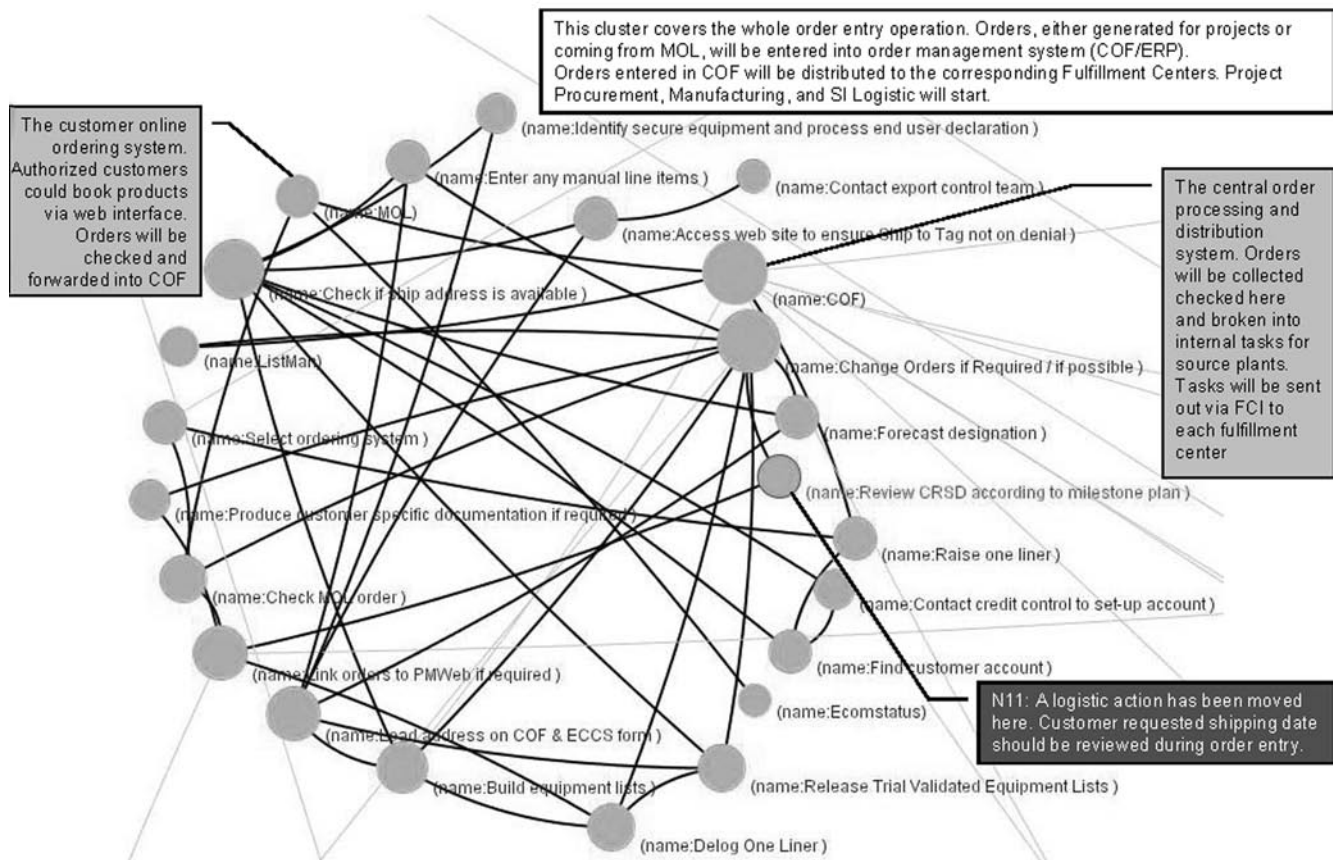 This cluster covers the whole order entry operation. Orders, either generated for projects or
coming from MOL, will be entered into order management system (COF/ERP).
Orders entered in COF will be distributed to the corresponding Fulfillment Centers. Project
Procurement, Manufacturing, and SI Logistic will start.
The customer online
ordering system.
Authorized customers
could book products
via web interface.
Orders will be
checked and
forwarded into COF
(name:Identify secure equipment and process end user declaration )
(name:Enter any manual line items )
(name:Contact export control team )
(name:MOL)
(name:Access web site to ensure Ship to Tag not on denial )
The central order
processing and
distribution
system. Orders
will be collected
checked here
and broken into
internal tasks for
source plants.
Tasks will be sent
out via FCI to
each fulfillment
center
(name:Check if ship address is available )
(name:COF)
(name:ListMan)
(name:Change Orders if Required / if possible )
(name:Select ordering system )
(name:Forecast designation )
(name:Review CRSD according to milestone plan )
(name:Produce customer specific documentation if required )
(name:Raise one liner )
(name:Check MOL order )
(name:Contact credit control to set-up account )
(name:Link orders to PMWeb if required )
(name:Find customer account )
N11: A logistic action has been moved
here. Customer requested shipping date
should be reviewed during order entry.
(name:Ecomstatus)
(name:Load address on COF & ECCS form )
(name:Build equipment lists )
(name:Release Trial Validated Equipment Lists )
(name:Delog One Liner )